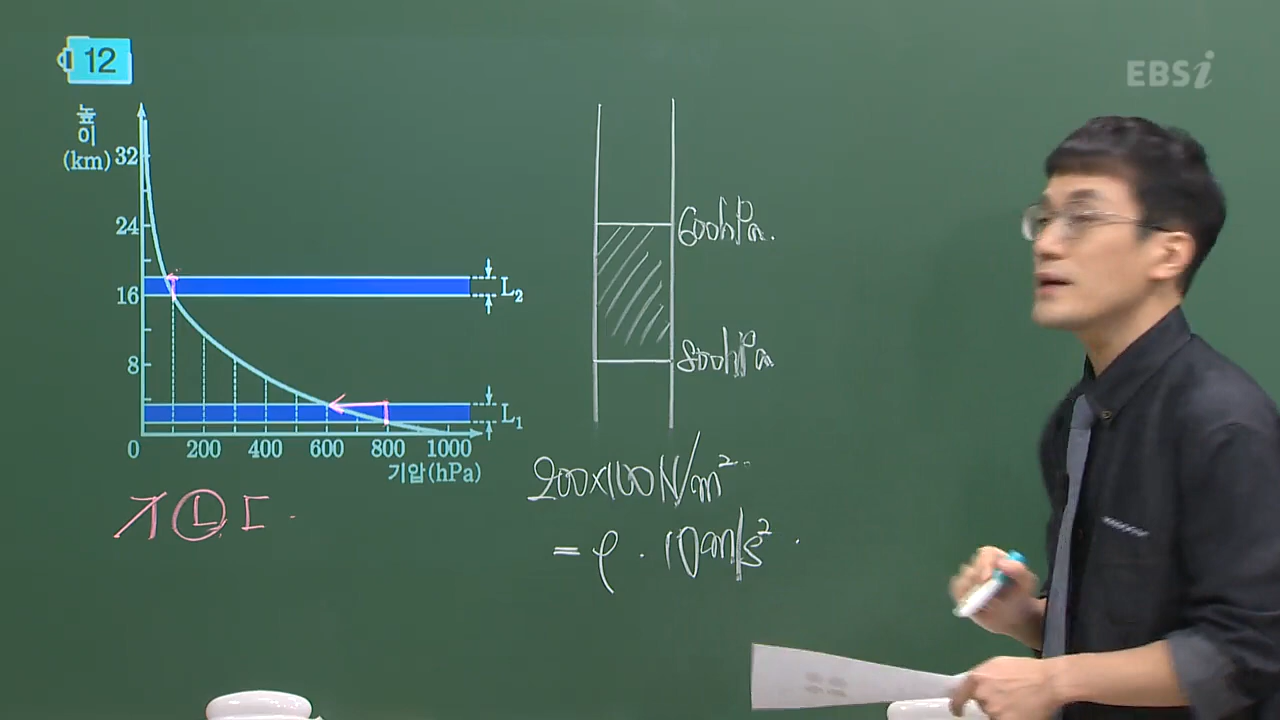 12
EBSi
높이
(km)
32
24
16
8
0
200 400 600 800 1000
기압(hPa)
L₂
L₁
600hPa.
800hPa
200×100N/m²
= ρ · 10m/s² ·
ㄱ ㄴ ㄷ